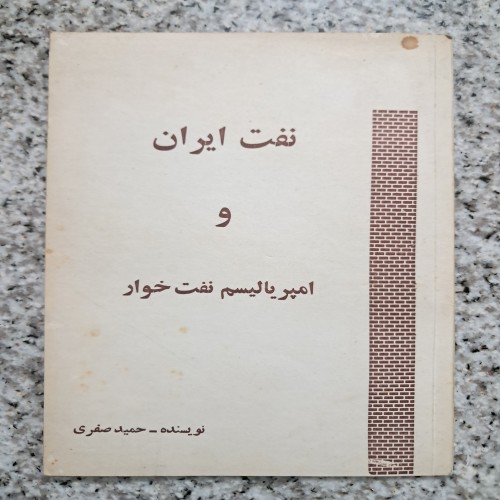 نفت ایران
و
امپریالیسم نفت خوار
نویسنده - حمید صفری